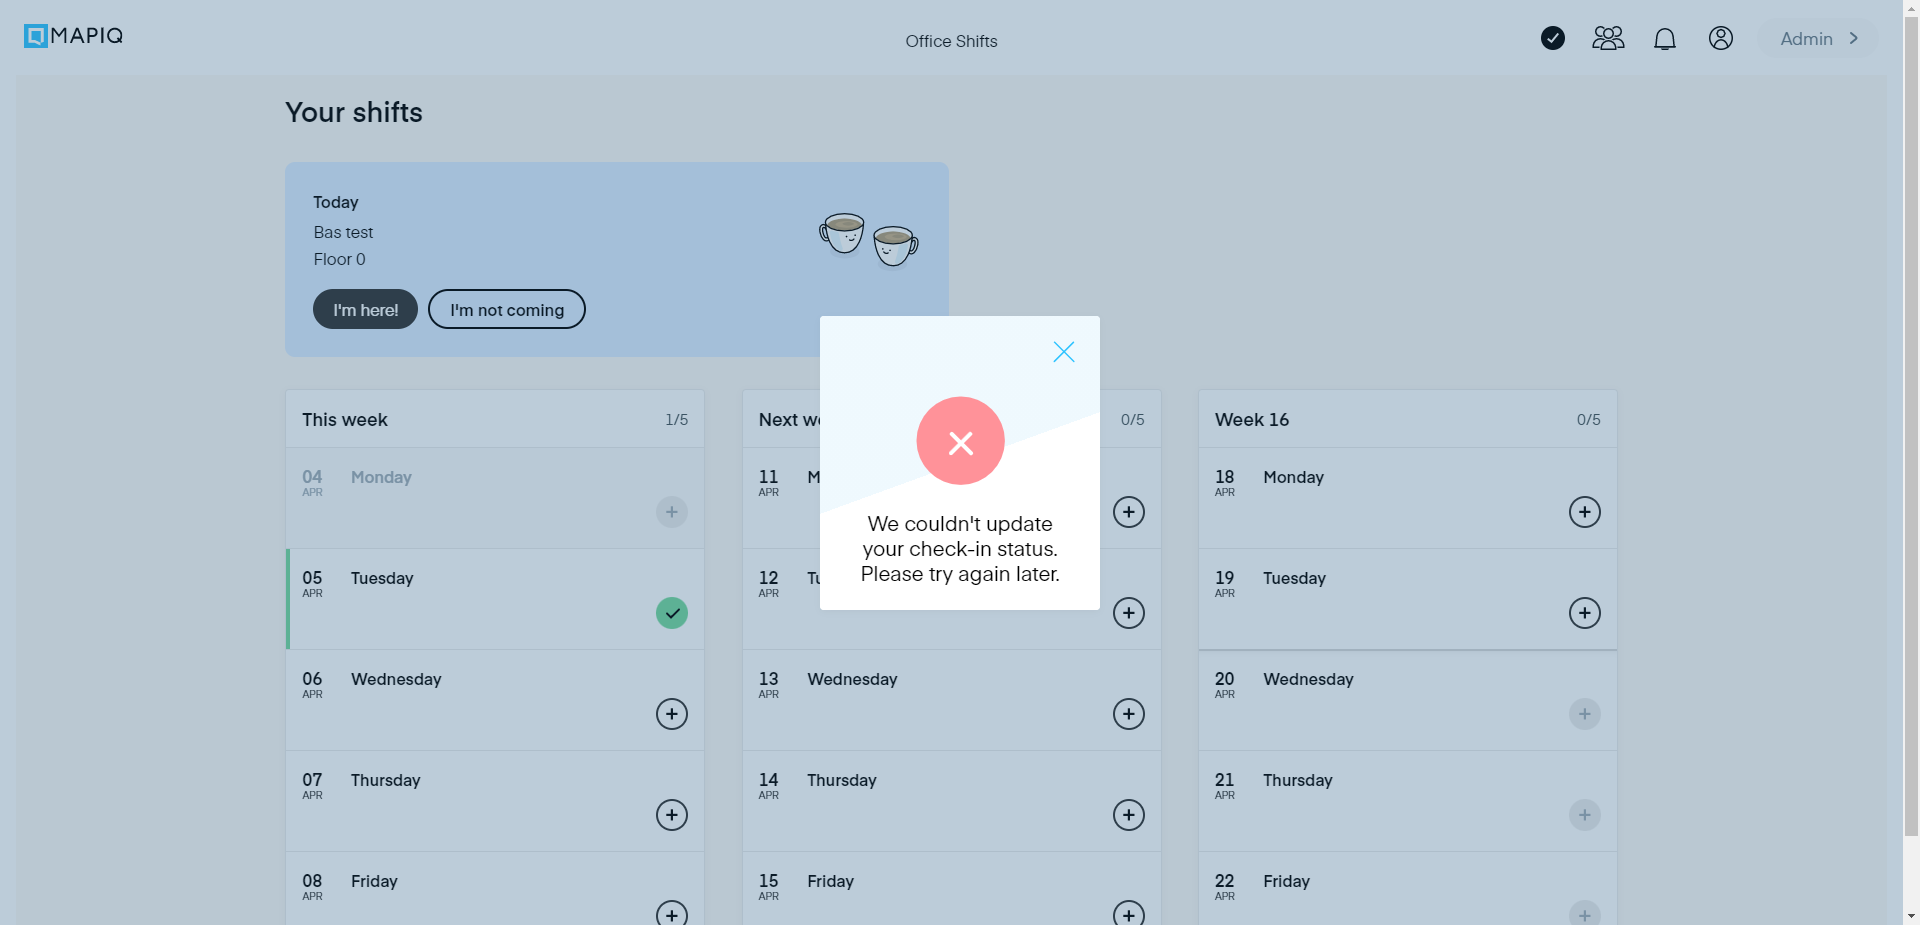 MAPIQ
Office Shifts
Admin
Your shifts
Today
Bas test
Floor 0
I'm here!
I'm not coming
This week
1/5
04
APR
Monday
05
APR
Tuesday
06
APR
Wednesday
07
APR
Thursday
08
APR
Friday
Next we
0/5
11
APR
M
12
APR
Tu
13
APR
Wednesday
14
APR
Thursday
15
APR
Friday
Week 16
0/5
18
APR
Monday
19
APR
Tuesday
20
APR
Wednesday
21
APR
Thursday
22
APR
Friday
We couldn't update
your check-in status.
Please try again later.